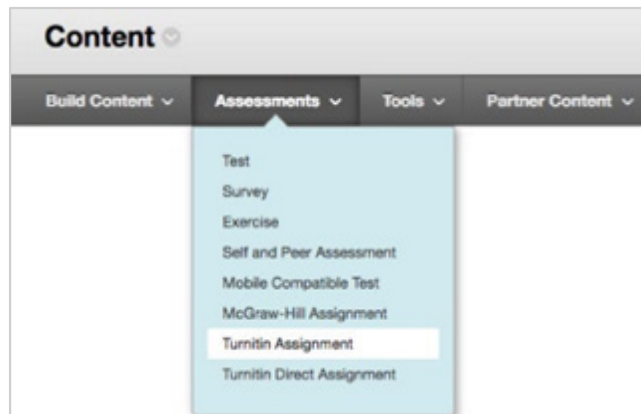 Content
Build Content Assessments Tools Partner Content
Test
Survey
Exercise
Self and Peer Assessment
Mobile Compatible Test
McGraw-Hill Assignment
Turnitin Assignment
Turnitin Direct Assignment